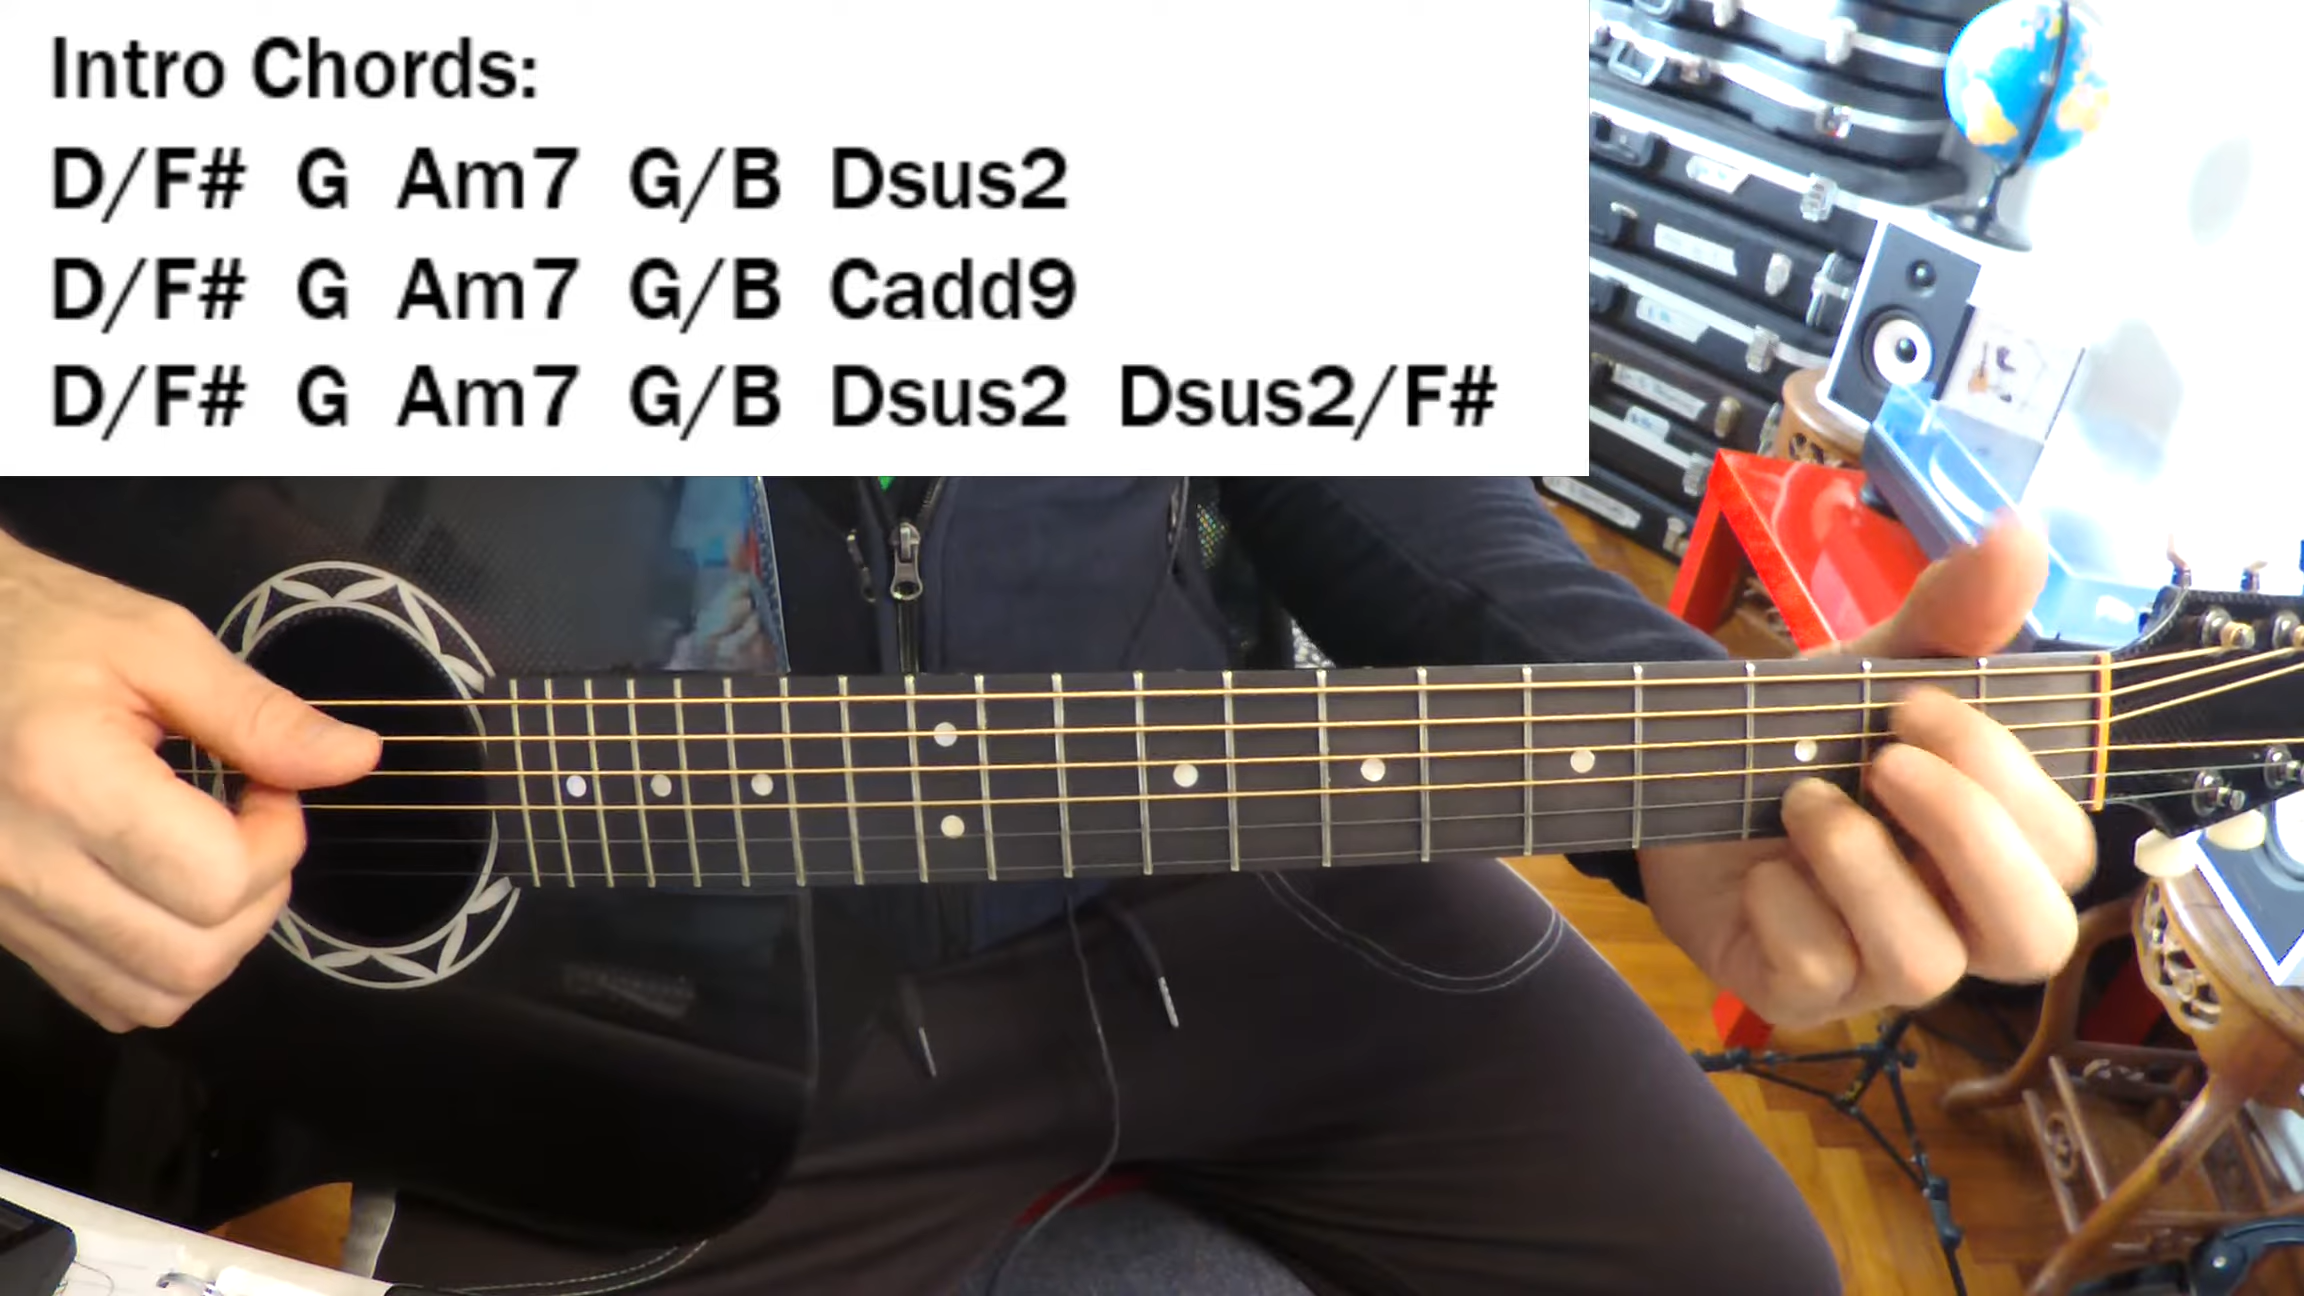 Intro Chords:
D/F# G Am7 G/B Dsus2
D/F# G Am7 G/B Cadd9
D/F# G Am7 G/B Dsus2 Dsus2/F#